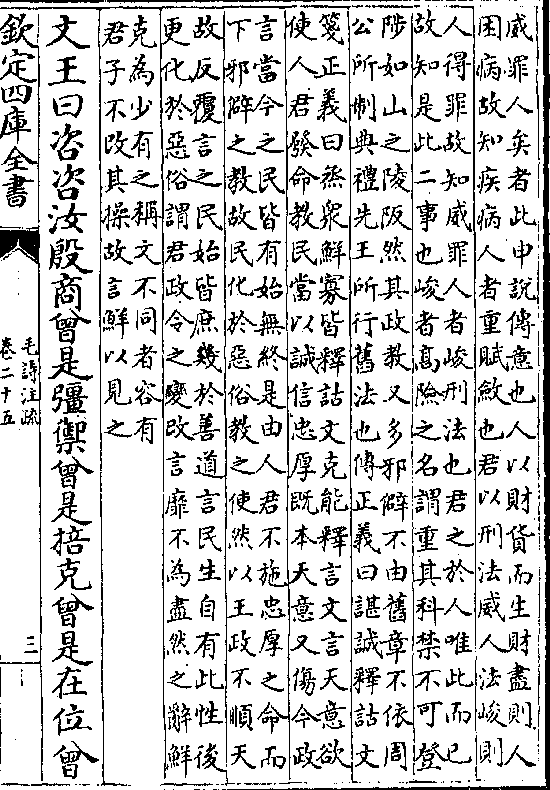 威罪人矣者此申說傳意也人以財貨而生財盡則人
困病故知疾病人者重賦斂也君以刑法威人法峻則
人得罪故知威罪人者峻刑法也君之於人唯此而已
故知是此二事也峻者高險之名謂重其科禁不可登
陟如山之陵阪然其政教又多邪僻不由舊章不依周
公所制典禮先王所行舊法也傳正義曰諶誠釋詁文
箋正義曰烝衆鮮寡皆釋詁文克能釋言文言天意欲
使人君發命教民當以誠信忠厚既本天意又傷今政
言當今之民皆有始無終是由人君不施忠厚之命而
下邪辟之教故民化於惡俗教之使然以王政不順天
故反覆言之民始皆庶幾於善道言民生自有此性後
更化於惡俗謂君政令之變改言靡不為盡然之辭鮮
克為少有之稱文不同者容有
君子不改其操故言鮮以見之
文王曰咨咨汝殷商曾是彊禦曾是掊克曾是在位曾
欽定四庫全書
毛詩注疏
卷二十五
三